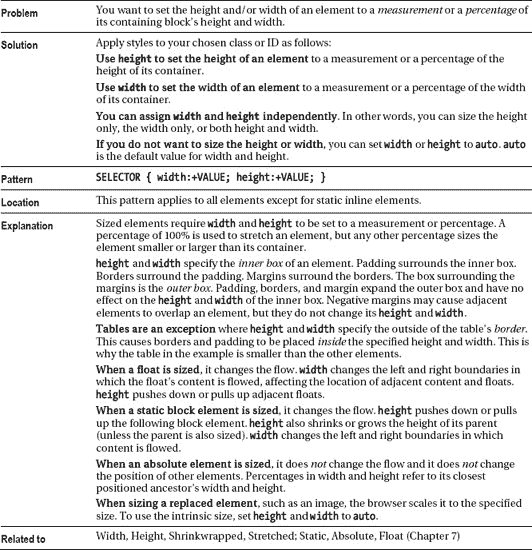 Problem
You want to set the height and/or width of an element to a measurement or a percentage of
its containing block's height and width.
Solution
Apply styles to your chosen class or ID as follows:
Use height to set the height of an element to a measurement or a percentage of the
height of its container.
Use width to set the width of an element to a measurement or a percentage of the width
of its container.
You can assign width and height independently. In other words, you can size the height
only, the width only, or both height and width.
If you do not want to size the height or width, you can set width or height to auto. auto
is the default value for width and height.
Pattern
SELECTOR { width:+VALUE; height:+VALUE; }
Location
This pattern applies to all elements except for static inline elements.
Explanation
Sized elements require width and height to be set to a measurement or percentage. A
percentage of 100% is used to stretch an element, but any other percentage sizes the
element smaller or larger than its container.
height and width specify the inner box of an element. Padding surrounds the inner box.
Borders surround the padding. Margins surround the borders. The box surrounding the
margins is the outer box. Padding, borders, and margin expand the outer box and have no
effect on the height and width of the inner box. Negative margins may cause adjacent
elements to overlap an element, but they do not change its height and width.
Tables are an exception where height and width specify the outside of the table's border.
This causes borders and padding to be placed inside the specified height and width. This is
why the table in the example is smaller than the other elements.
When a float is sized, it changes the flow. width changes the left and right boundaries in
which the float's content is flowed, affecting the location of adjacent content and floats.
height pushes down or pulls up adjacent floats.
When a static block element is sized, it changes the flow. height pushes down or pulls
up the following block element. height also shrinks or grows the height of its parent
(unless the parent is also sized). width changes the left and right boundaries in which
content is flowed.
When an absolute element is sized, it does not change the flow and it does not change
the position of other elements. Percentages in width and height refer to its closest
positioned ancestor's width and height.
When sizing a replaced element, such as an image, the browser scales it to the specified
size. To use the intrinsic size, set height and width to auto.
Related to
Width, Height, Shrinkwrapped, Stretched; Static, Absolute, Float (Chapter 7)